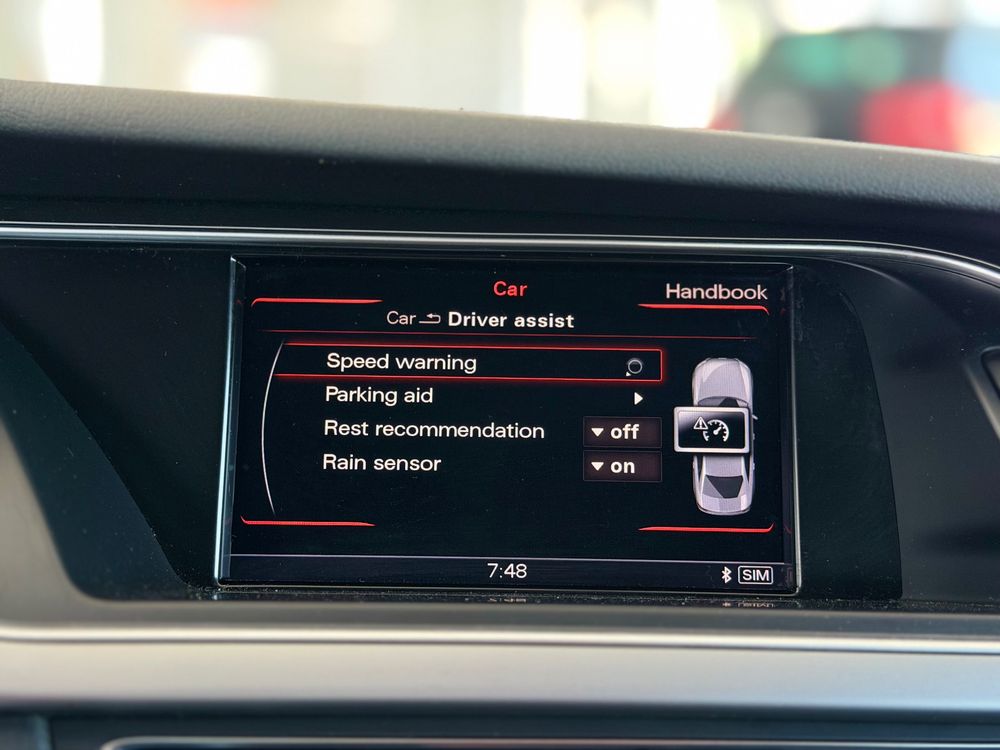 Car
Handbook
Car Driver assist
Speed warning
Parking aid
Rest recommendation off
Rain sensor on
7:48
SIM